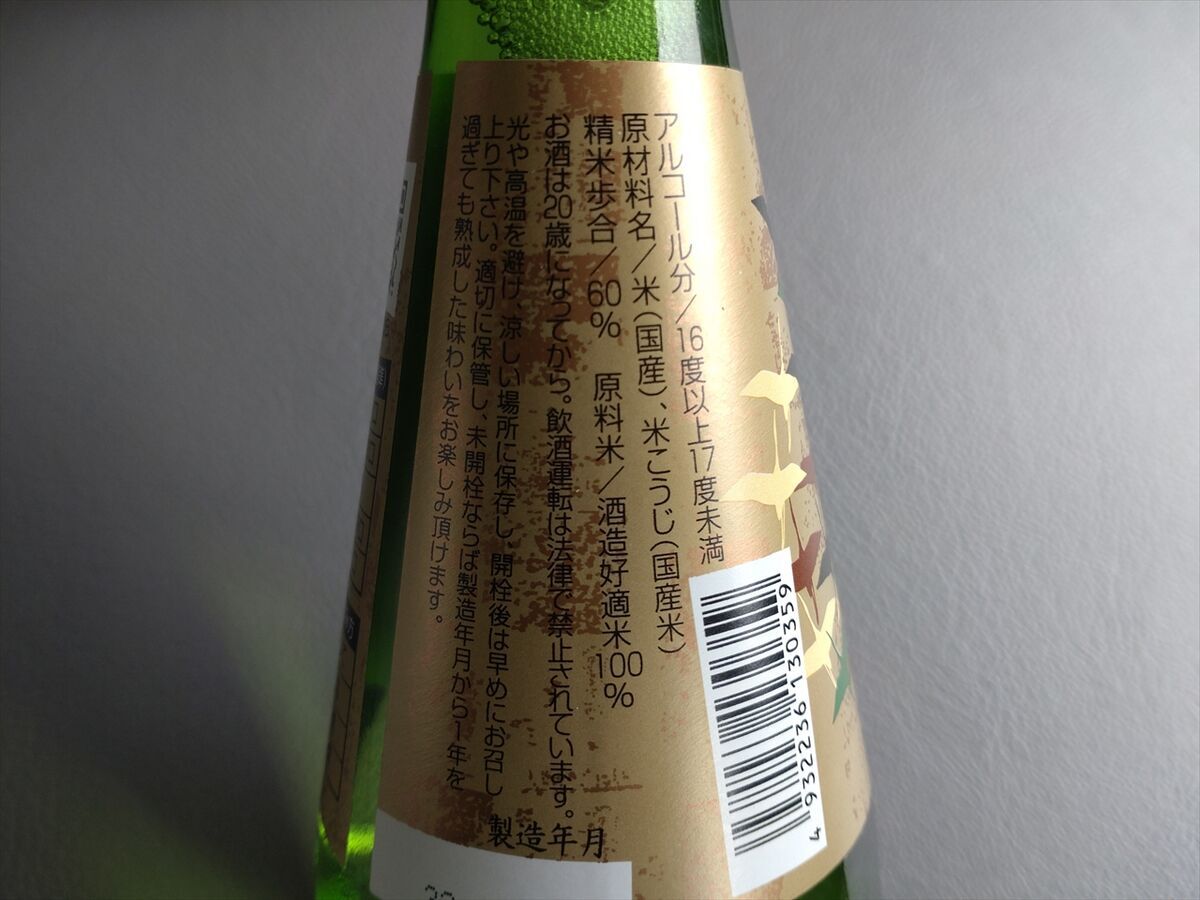 アルコール分／16度以上17度未満
原材料名／米（国産）、米こうじ（国産米）
精米歩合／60%　原料米／酒造好適米100%
お酒は20歳になってから。飲酒運転は法律で禁止されています。
光や高温を避け、涼しい場所に保存し、開栓後は早めにお召し
上り下さい。適切に保管し、未開栓ならば製造年月から1年を
過ぎても熟成した味わいをお楽しみ頂けます。
製造年月
4 932236 130359